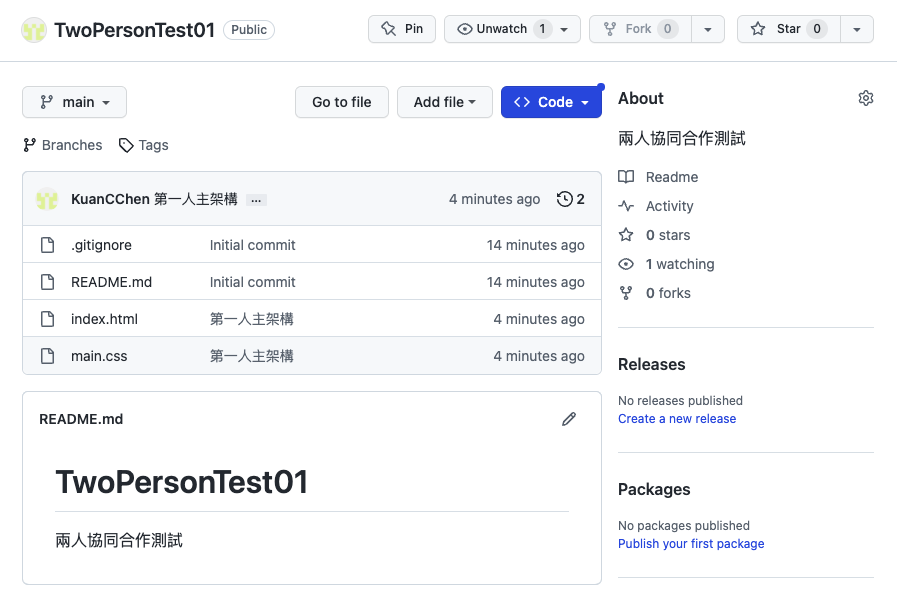 TwoPersonTest01 Public Pin Unwatch 1 Fork 0 Star 0
main Go to file Add file <> Code
Branches Tags
KuanCChen 第一人主架構 ... 4 minutes ago 2
.gitignore Initial commit 14 minutes ago
README.md Initial commit 14 minutes ago
index.html 第一人主架構 4 minutes ago
main.css 第一人主架構 4 minutes ago
README.md
TwoPersonTest01
兩人協同合作測試
About
兩人協同合作測試
Readme
Activity
0 stars
1 watching
0 forks
Releases
No releases published
Create a new release
Packages
No packages published
Publish your first package